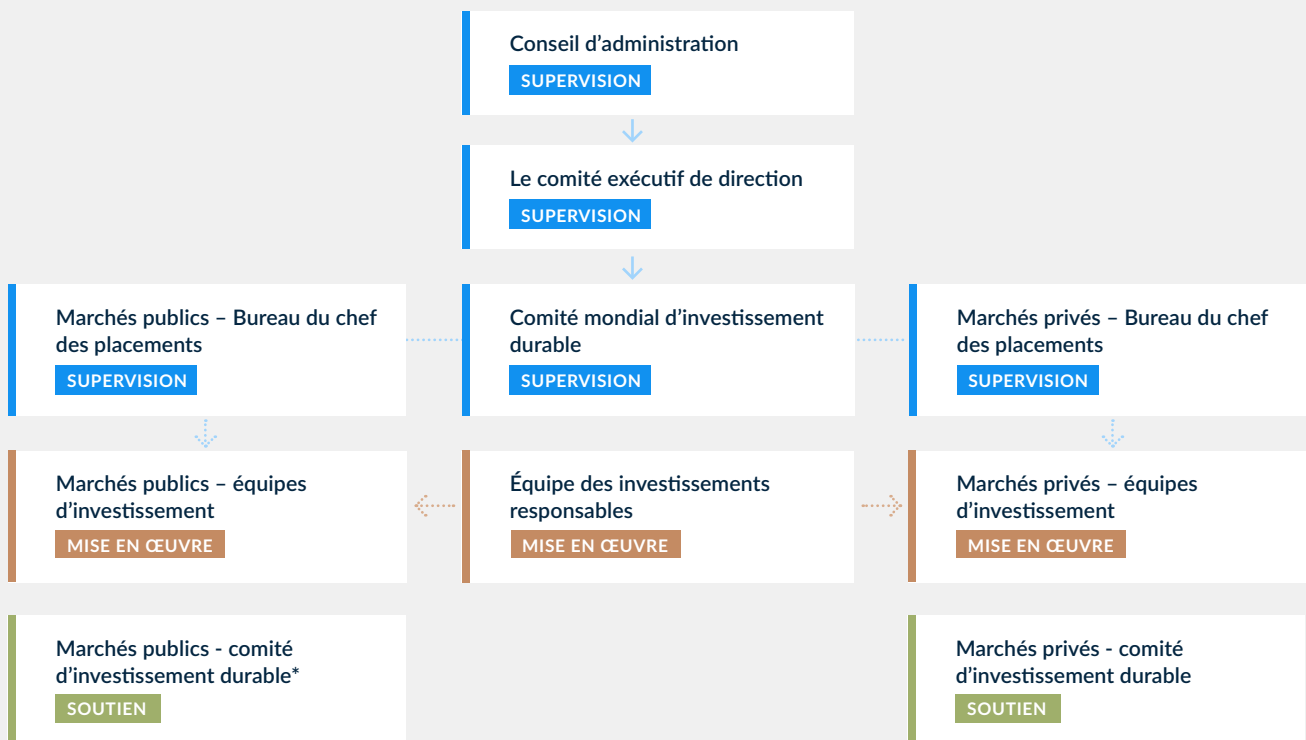 Conseil d’administration
SUPERVISION
Le comité exécutif de direction
SUPERVISION
Marchés publics – Bureau du chef
des placements
SUPERVISION
Comité mondial d’investissement
durable
SUPERVISION
Marchés privés – Bureau du chef
des placements
SUPERVISION
Marchés publics – équipes
d’investissement
MISE EN ŒUVRE
Équipe des investissements
responsables
MISE EN ŒUVRE
Marchés privés – équipes
d’investissement
MISE EN ŒUVRE
Marchés publics - comité
d’investissement durable*
SOUTIEN
Marchés privés - comité
d’investissement durable
SOUTIEN